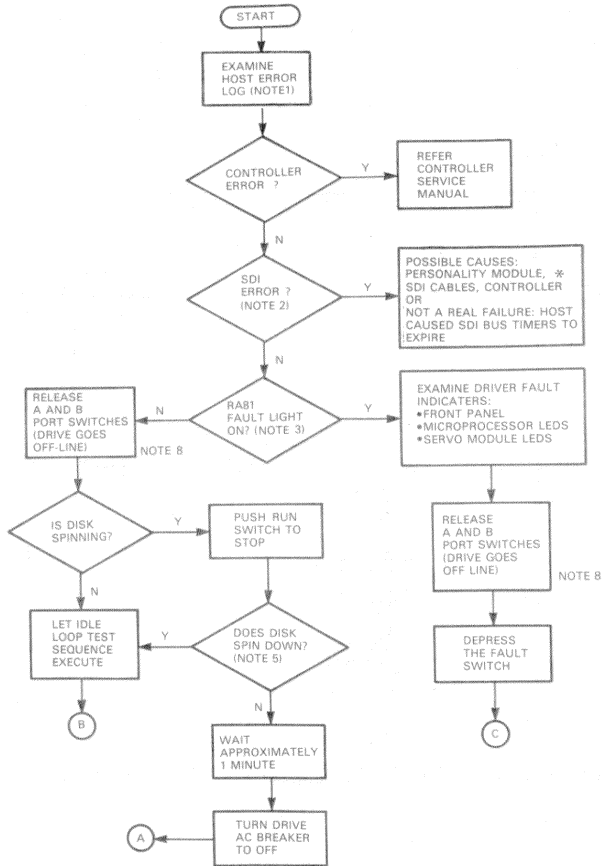 START
EXAMINE
HOST ERROR
LOG (NOTE1)
CONTROLLER
ERROR ?
Y
REFER
CONTROLLER
SERVICE
MANUAL
N
SDI
ERROR ?
(NOTE 2)
Y
POSSIBLE CAUSES:
PERSONALITY MODULE, *
SDI CABLES, CONTROLLER
OR
NOT A REAL FAILURE: HOST
CAUSED SDI BUS TIMERS TO
EXPIRE
N
RA81
FAULT LIGHT
ON? (NOTE 3)
N
RELEASE
A AND B
PORT SWITCHES
(DRIVE GOES
OFF-LINE)
NOTE 8
Y
EXAMINE DRIVER FAULT
INDICATERS:
*FRONT PANEL
*MICROPROCESSOR LEDS
*SERVO MODULE LEDS
IS DISK
SPINNING?
Y
PUSH RUN
SWITCH TO
STOP
RELEASE
A AND B
PORT SWITCHES
(DRIVE GOES
OFF LINE)
NOTE 8
N
LET IDLE
LOOP TEST
SEQUENCE
EXECUTE
Y
DOES DISK
SPIN DOWN?
(NOTE 5)
DEPRESS
THE FAULT
SWITCH
B
N
C
WAIT
APPROXIMATELY
1 MINUTE
A
TURN DRIVE
AC BREAKER
TO OFF